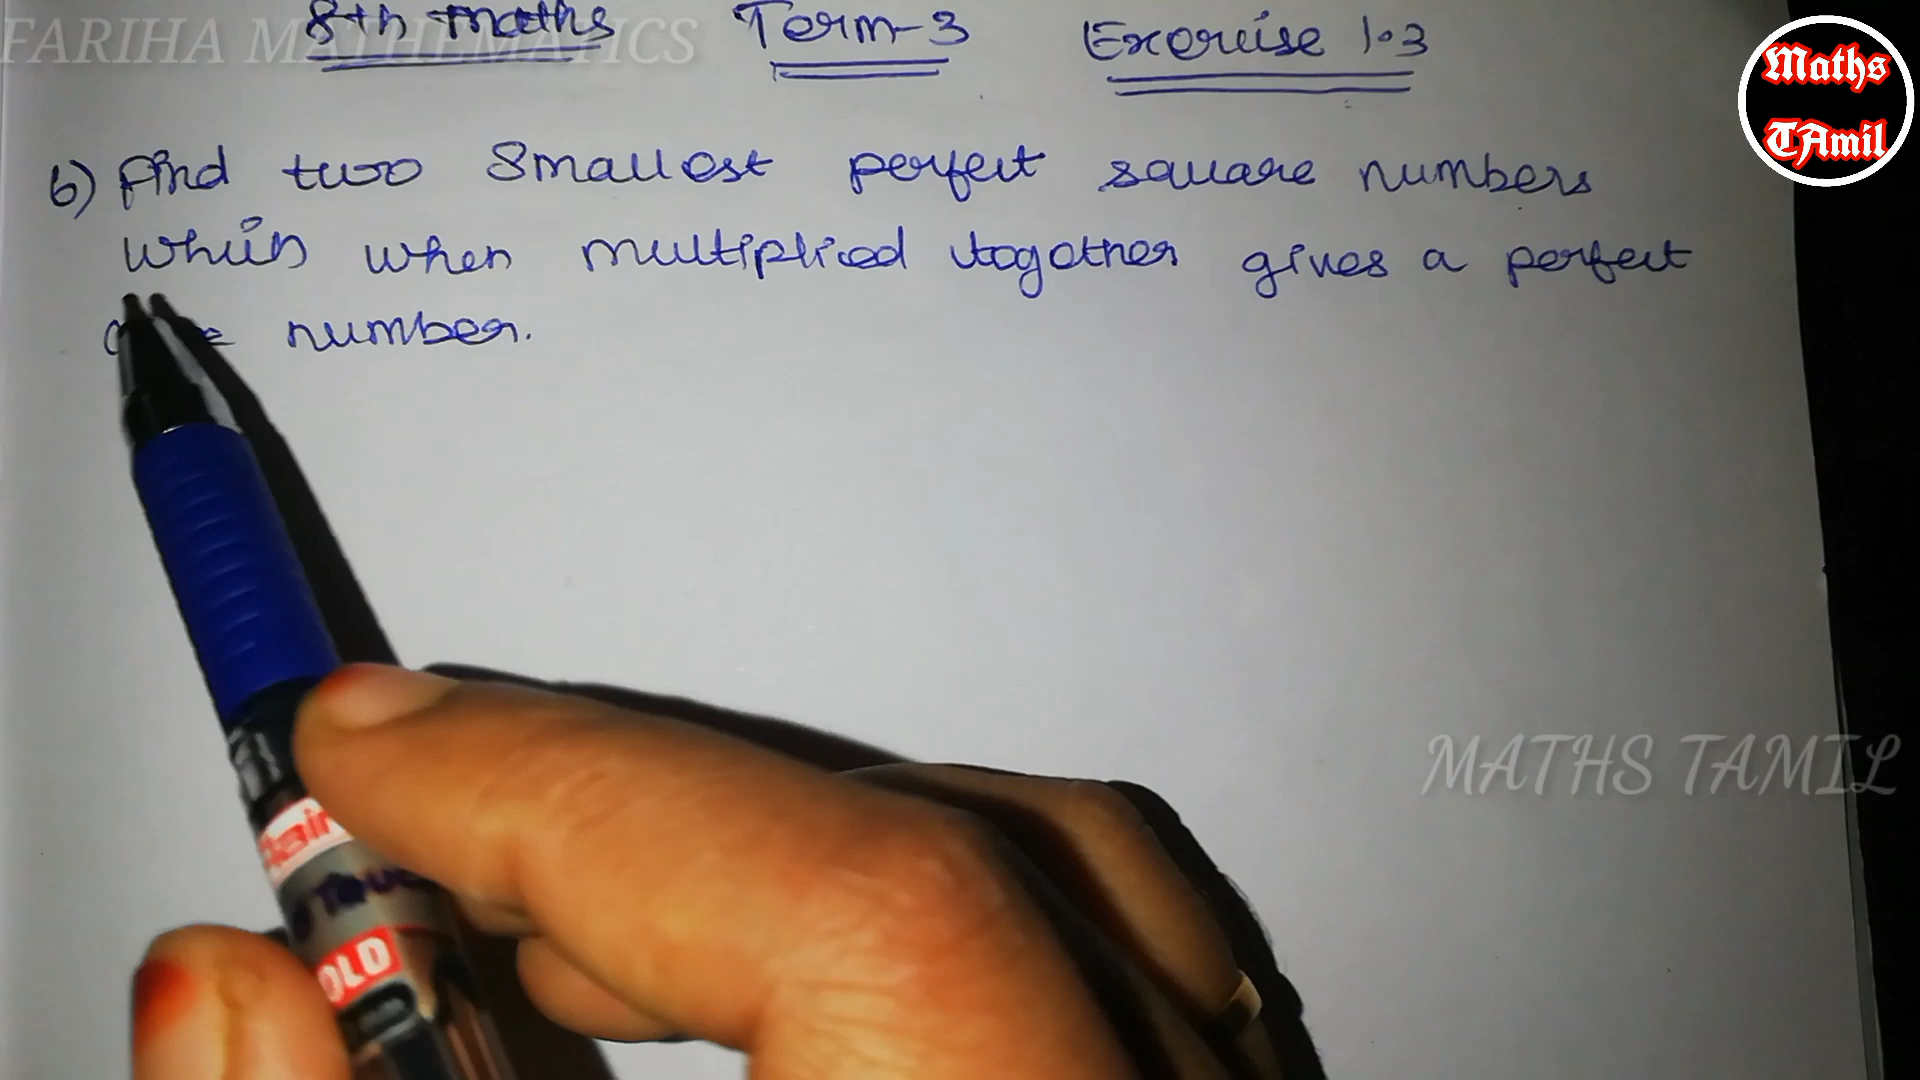 FARIHA MATHEMATICS
8th maths Term-3 Exercise 1.3
Maths
TAmil
6) Find two Smallest perfect square numbers
which when multiplied together gives a perfect
number.
MATHS TAMIL
OLD